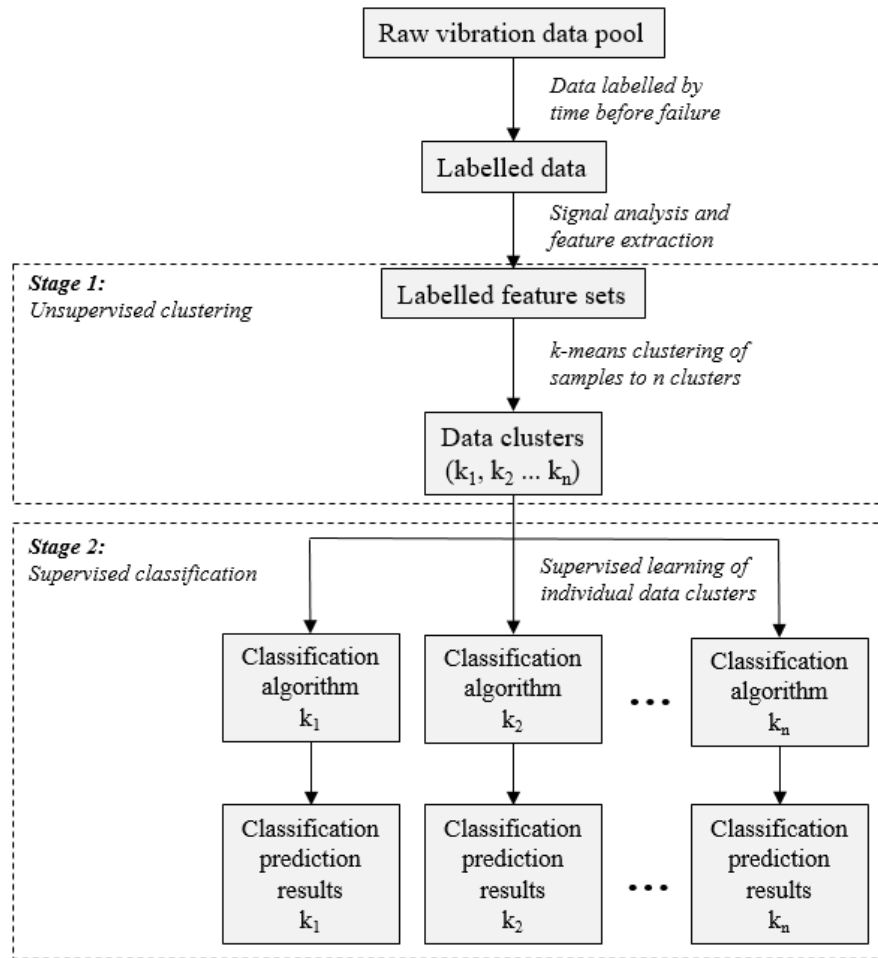 Raw vibration data pool
Data labelled by
time before failure
Labelled data
Signal analysis and
feature extraction
Stage 1:
Unsupervised clustering
Labelled feature sets
k-means clustering of
samples to n clusters
Data clusters
(k₁, k₂ ... kₙ)
Stage 2:
Supervised classification
Supervised learning of
individual data clusters
Classification
algorithm
k₁
Classification
algorithm
k₂
...
Classification
algorithm
kₙ
Classification
prediction
results
k₁
Classification
prediction
results
k₂
...
Classification
prediction
results
kₙ